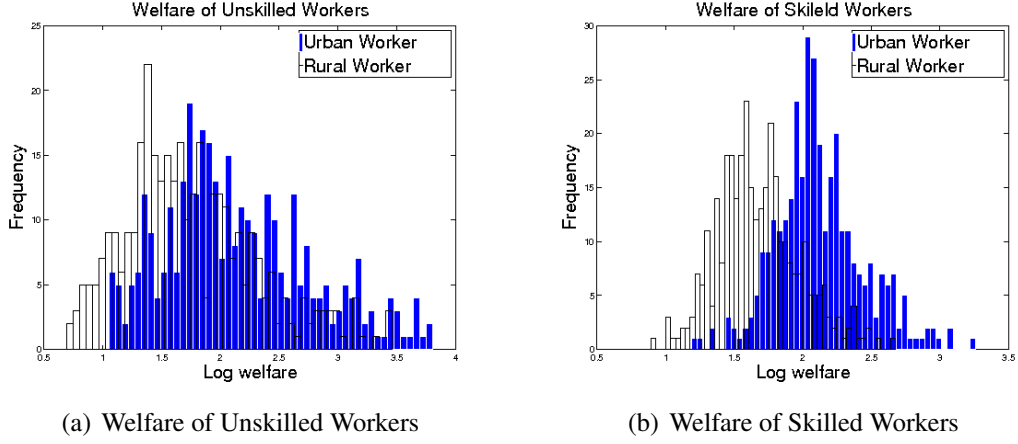 Welfare of Unskilled Workers
25
20
15
10
5
0
Frequency
Urban Worker
Rural Worker
0.5 1 1.5 2 2.5 3 3.5 4
Log welfare
(a) Welfare of Unskilled Workers
Welfare of Skileld Workers
30
25
20
15
10
5
0
Frequency
Urban Worker
Rural Worker
0.5 1 1.5 2 2.5 3 3.5
Log welfare
(b) Welfare of Skilled Workers